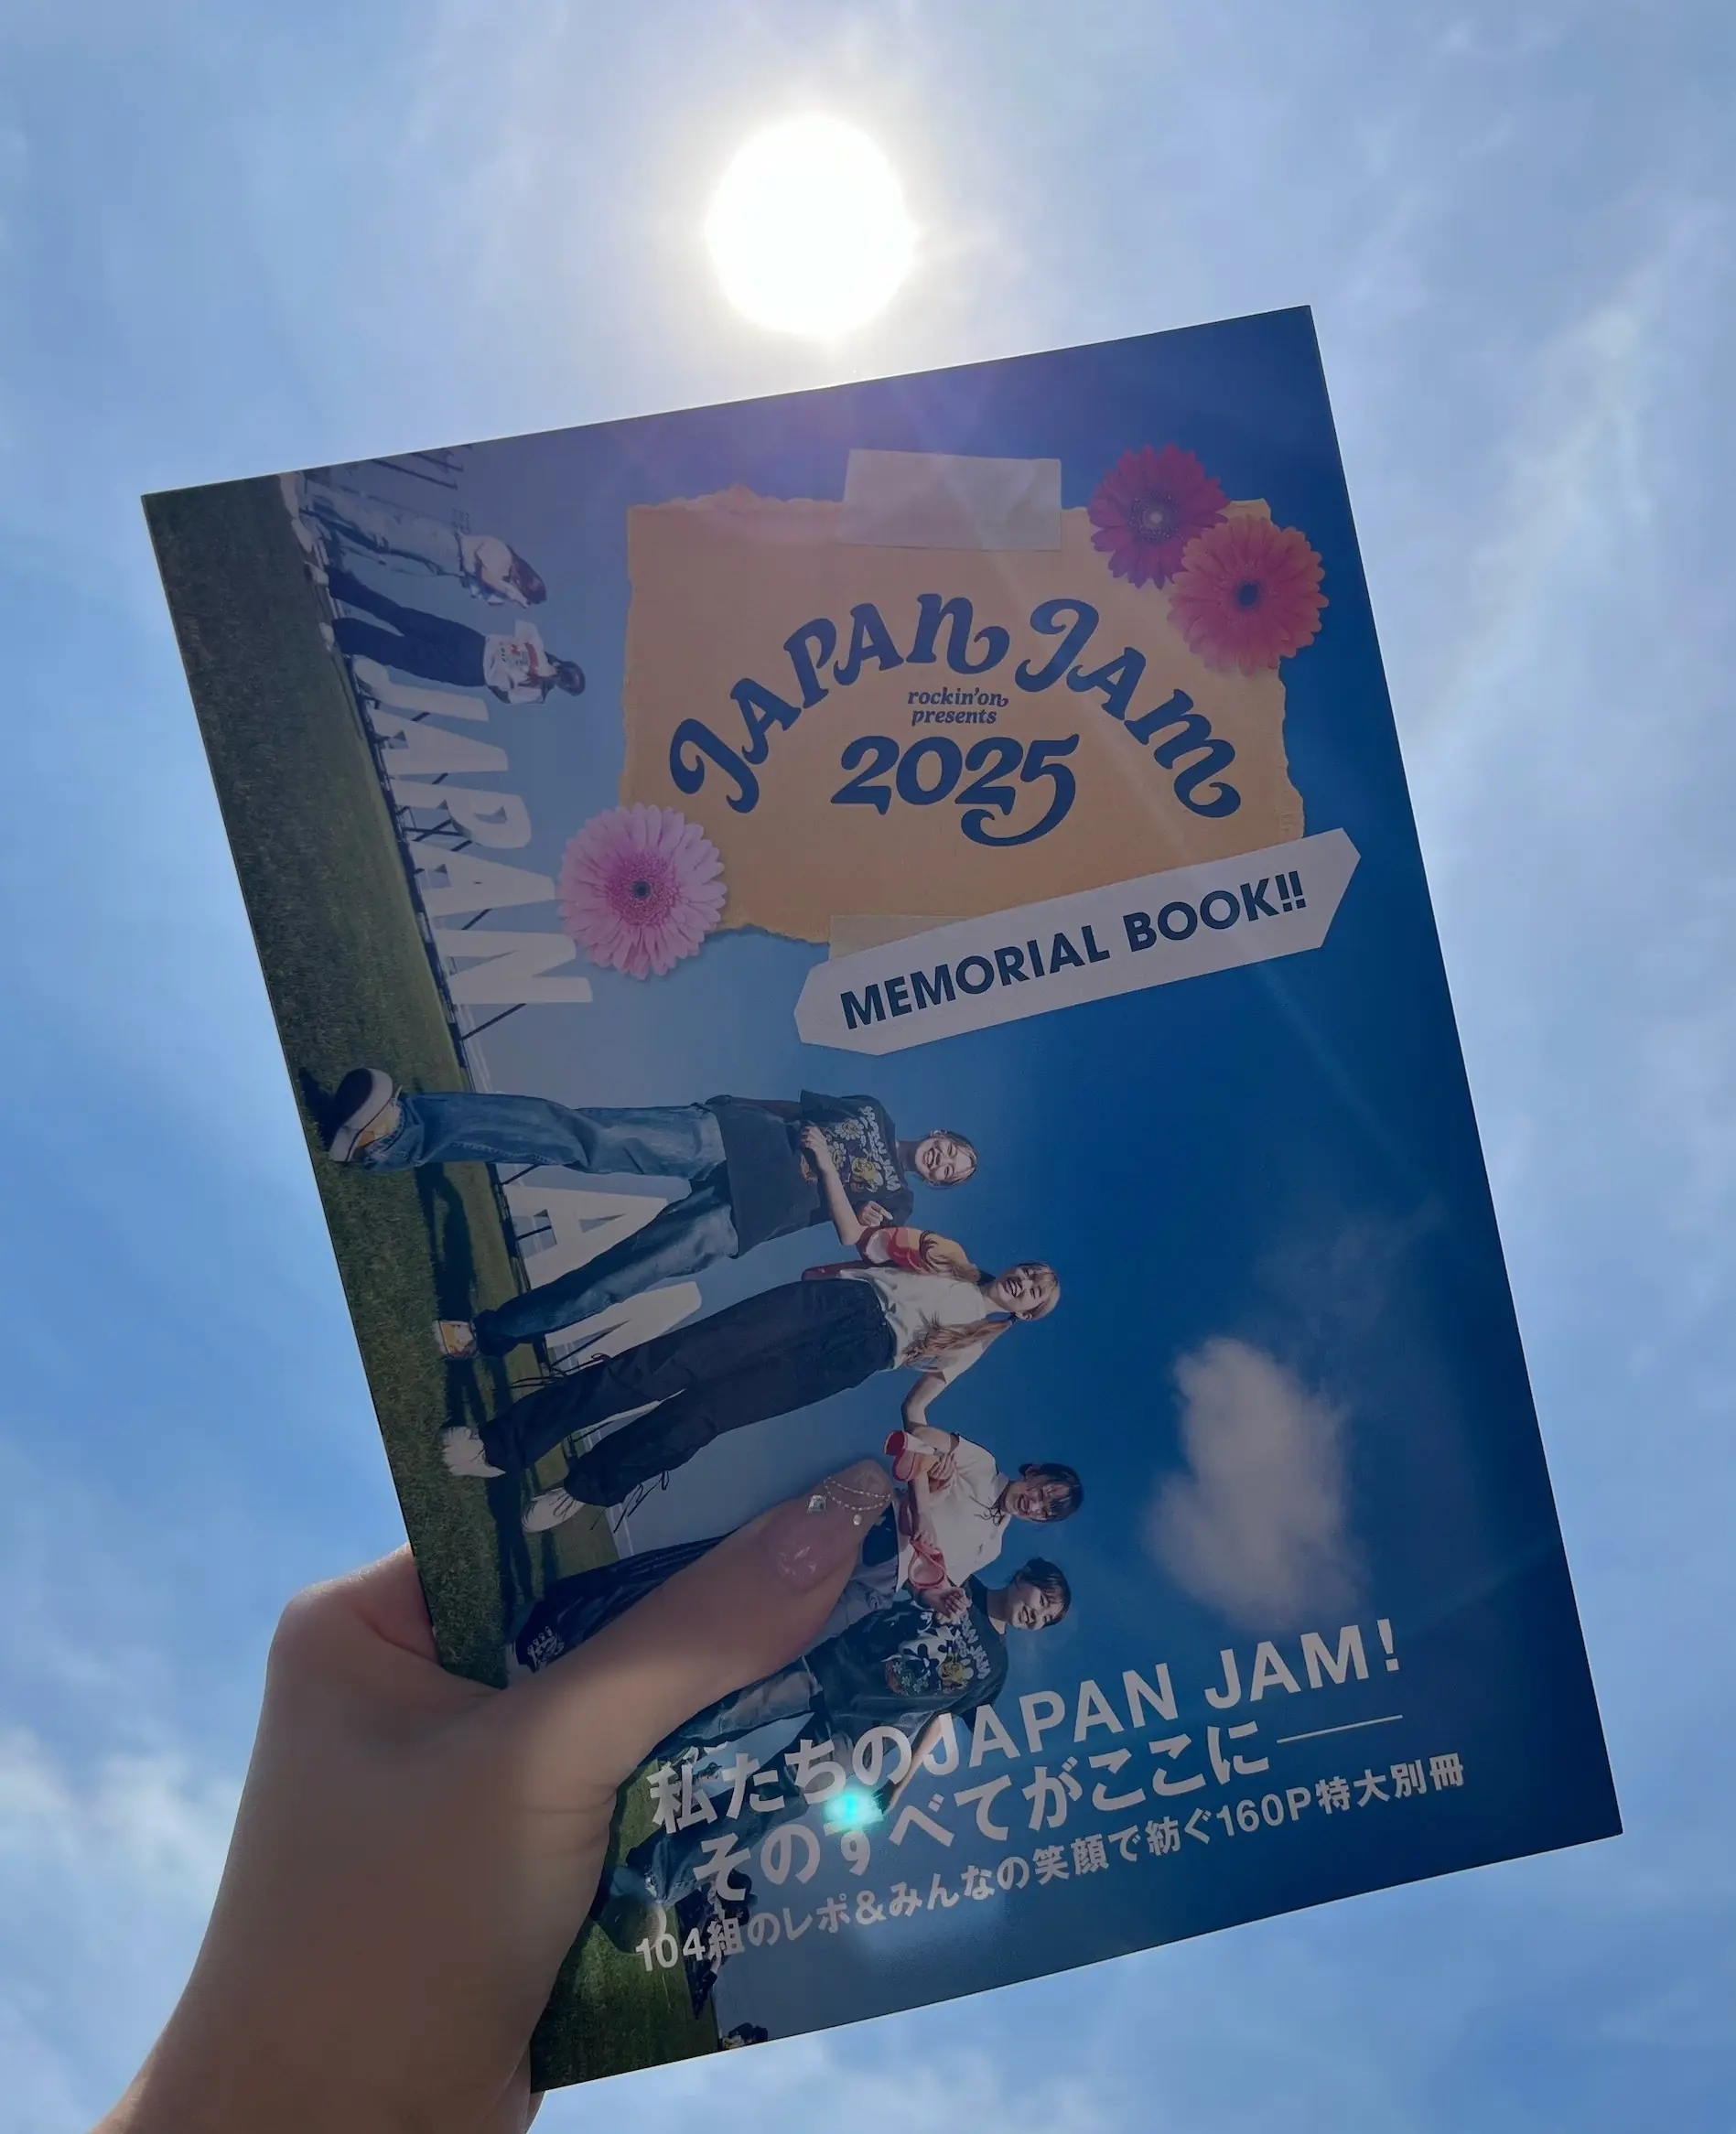 JAPAN JAM
rockin'on
presents
2025
MEMORIAL BOOK!!
JAPAN JAM
私たちのJAPAN JAM!
そのすべてがここに――
104組のレポ&みんなの笑顔で紡ぐ160P特大別冊